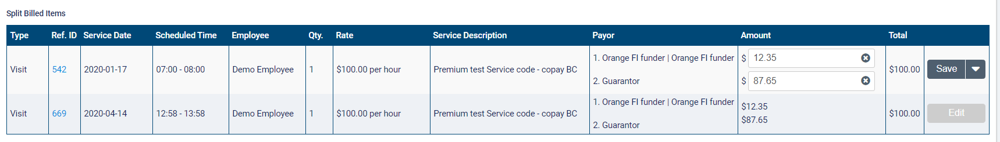 Split Billed Items
Type Ref. ID Service Date Scheduled Time Employee Qty. Rate Service Description Payor Amount Total
1. Orange FI funder | Orange FI funder $ 12.35
Visit 542 2020-01-17 07:00 - 08:00 Demo Employee 1 $100.00 per hour Premium test Service code - copay BC $100.00 Save
2. Guarantor $ 87.65
1. Orange FI funder | Orange FI funder $12.35
Visit 669 2020-04-14 12:58 - 13:58 Demo Employee 1 $100.00 per hour Premium test Service code - copay BC $100.00 Edit
2. Guarantor $87.65